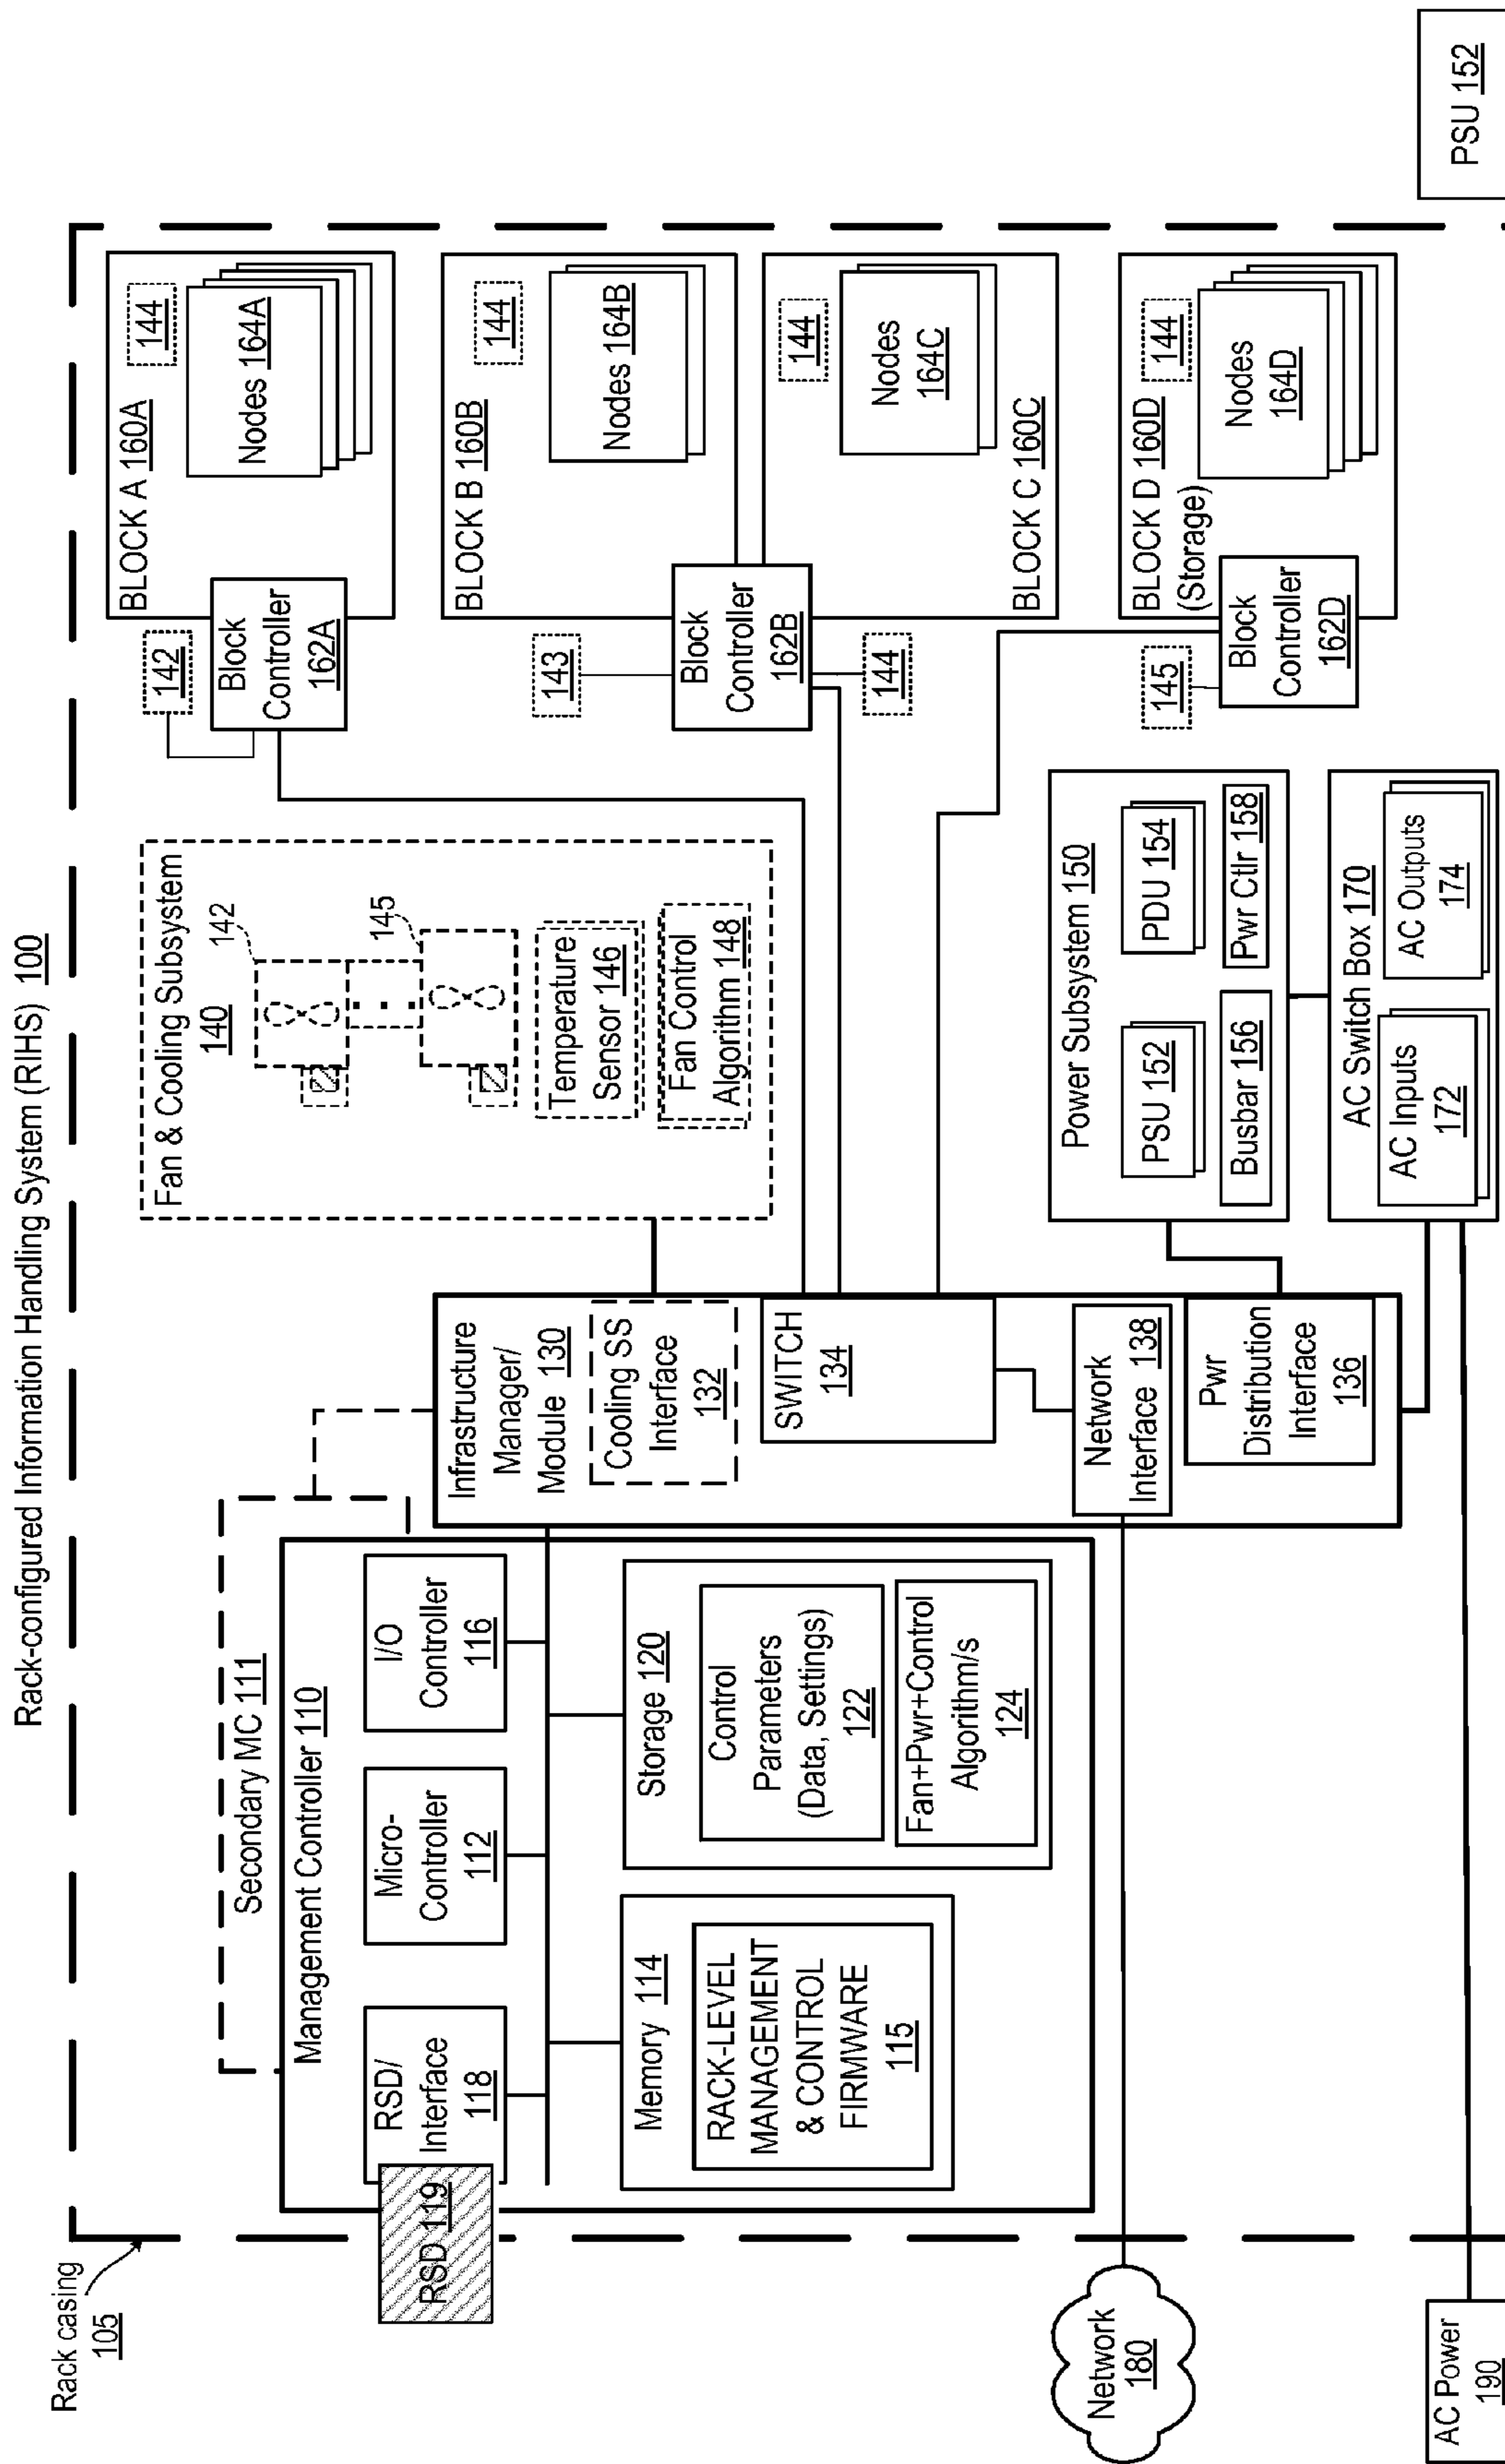 Rack-configured Information Handling System (RIHS) 100
Rack casing
105
Secondary MC 111
Management Controller 110
RSD 119
RSD/
Interface
118
Micro-
Controller
112
I/O
Controller
116
Memory 114
RACK-LEVEL
MANAGEMENT
& CONTROL
FIRMWARE
115
Storage 120
Control
Parameters
(Data, Settings)
122
Fan+Pwr+Control
Algorithm/s
124
Infrastructure
Manager/
Module 130
Cooling SS
Interface
132
SWITCH
134
Network
Interface 138
Pwr
Distribution
Interface
136
Fan & Cooling Subsystem
140
142
145
Temperature
Sensor 146
Fan Control
Algorithm 148
Power Subsystem 150
PSU 152
PDU 154
Busbar 156
Pwr Ctlr 158
AC Switch Box 170
AC Inputs
172
AC Outputs
174
142
Block
Controller
162A
BLOCK A 160A
144
Nodes 164A
143
Block
Controller
162B
144
BLOCK B 160B
144
Nodes 164B
144
Nodes
164C
BLOCK C 160C
145
Block
Controller
162D
BLOCK D 160D
(Storage)
144
Nodes
164D
PSU 152
Network
180
AC Power
190